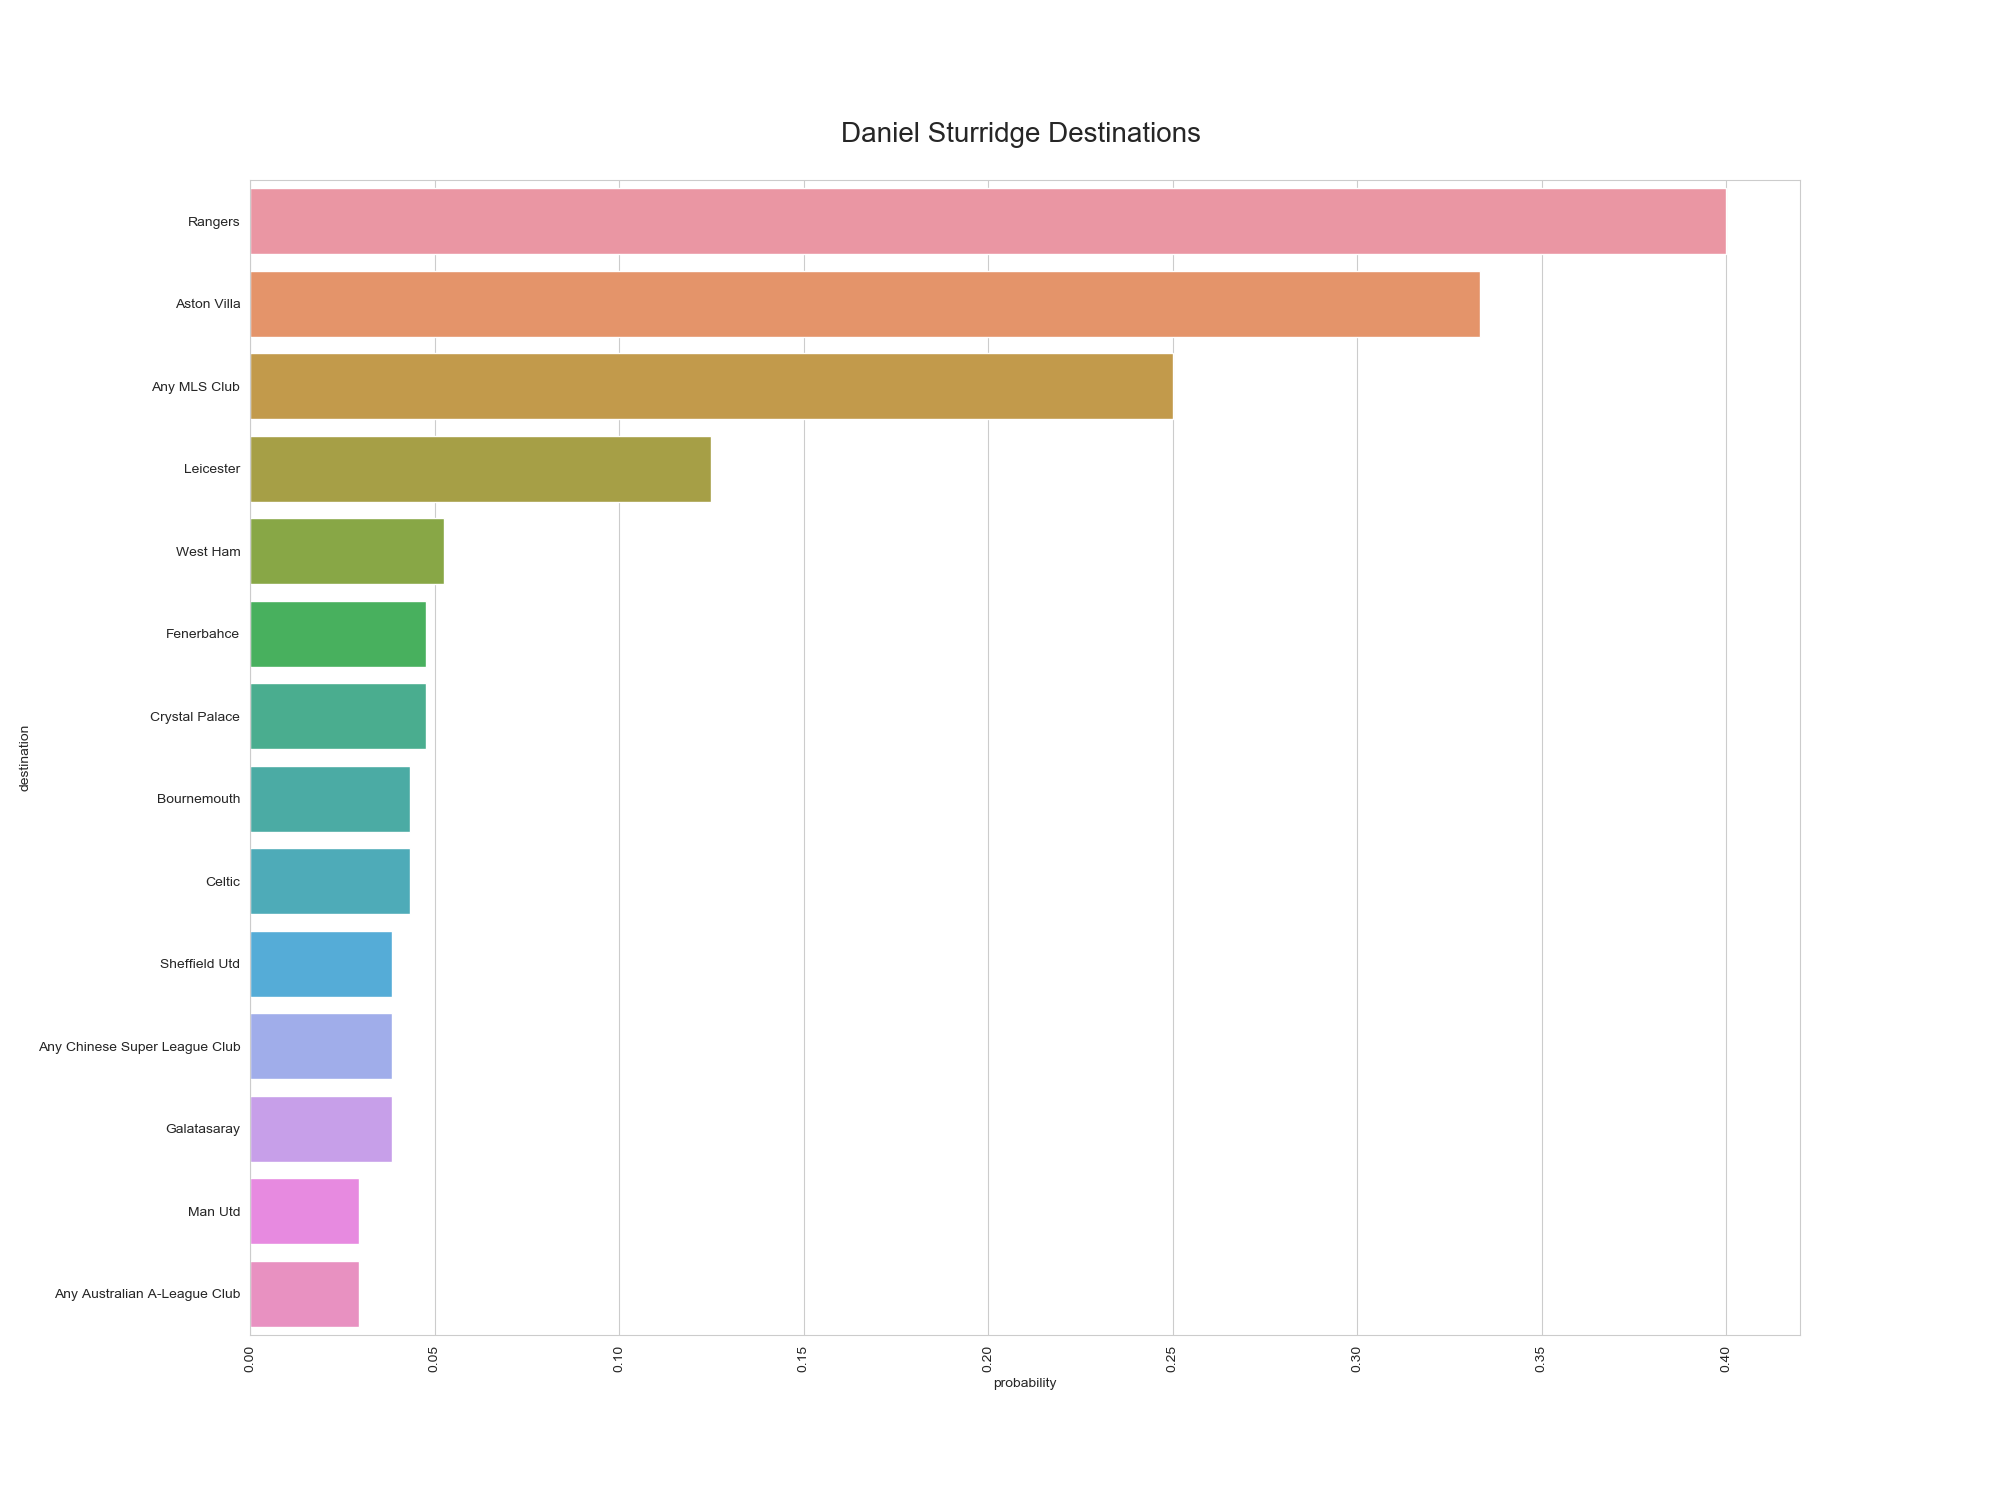 Daniel Sturridge Destinations
Rangers
Aston Villa
Any MLS Club
Leicester
West Ham
Fenerbahce
Crystal Palace
Bournemouth
Celtic
Sheffield Utd
Any Chinese Super League Club
Galatasaray
Man Utd
Any Australian A-League Club
destination
0.00 0.05 0.10 0.15 0.20 0.25 0.30 0.35 0.40
probability